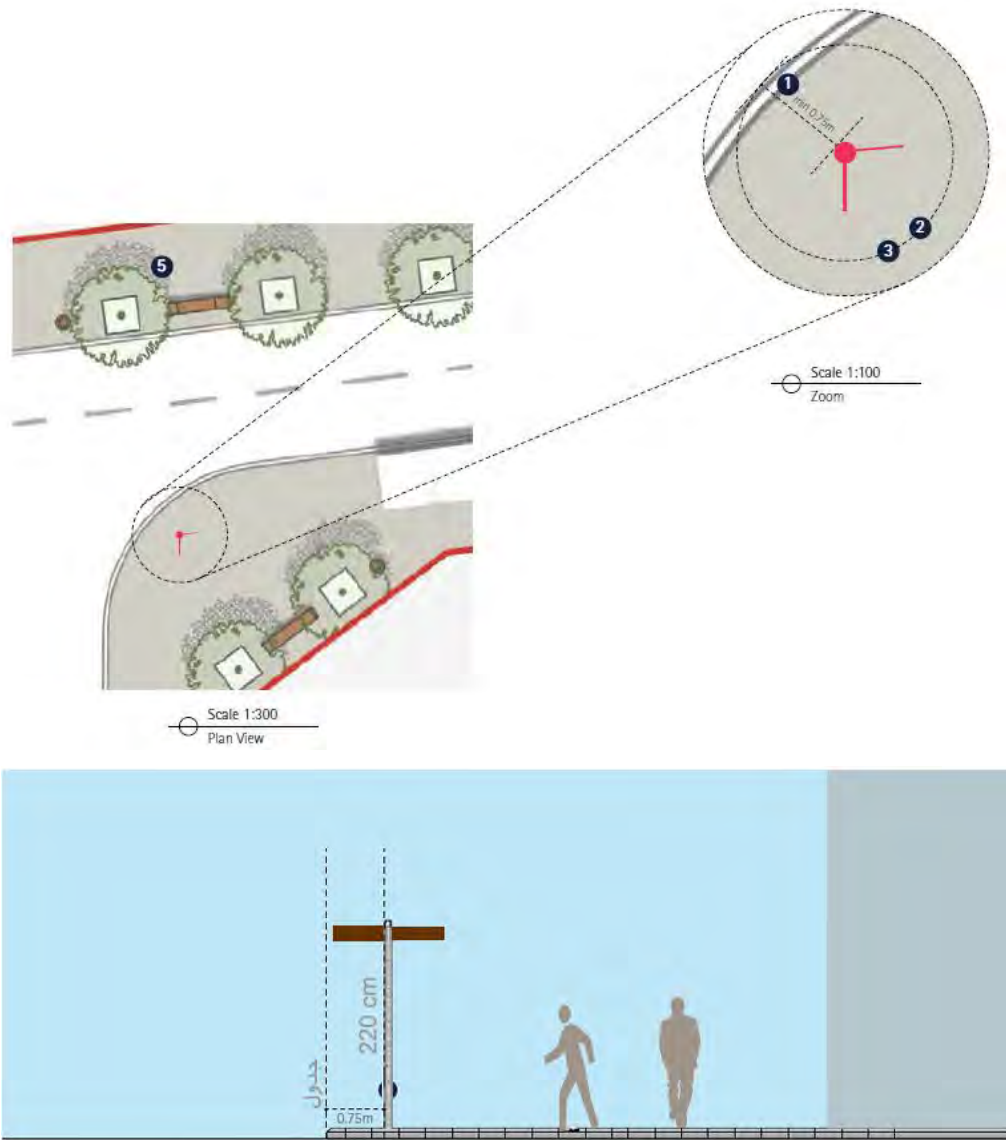 1
min 0.75m
2
3
5
Scale 1:100
Zoom
Scale 1:300
Plan View
220 cm
جدول
0.75m